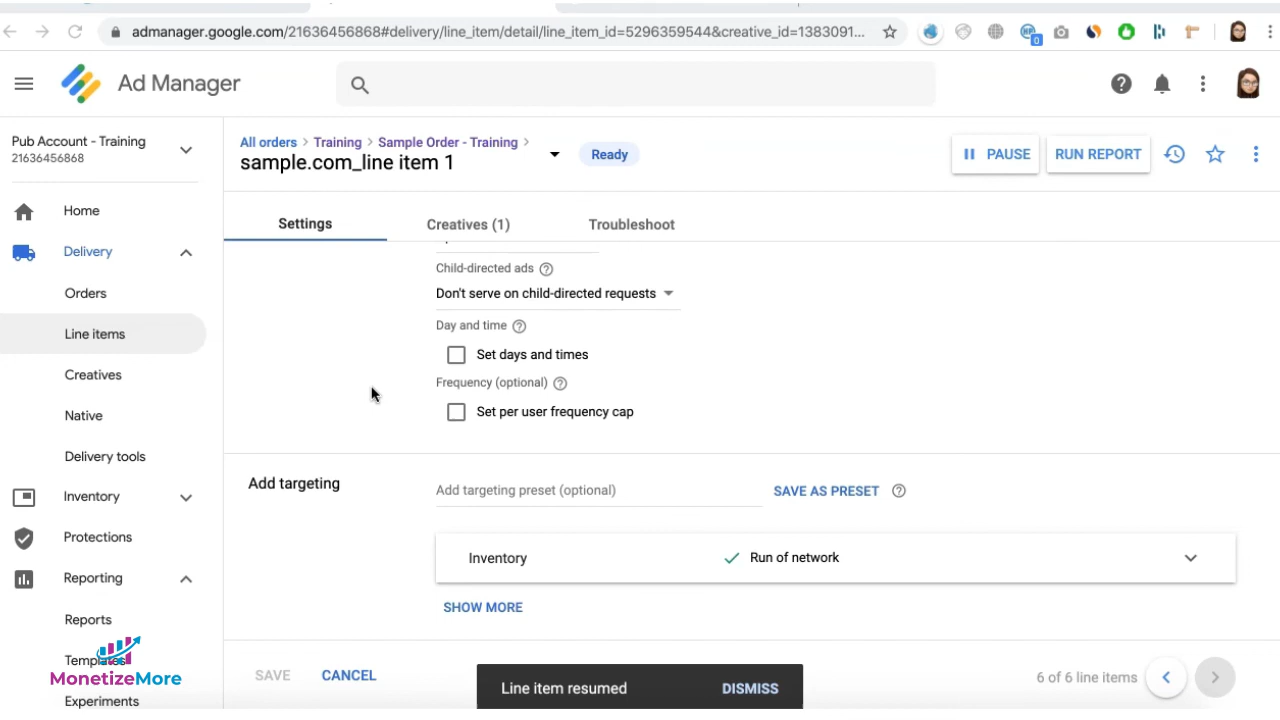 admanager.google.com/21636456868#delivery/line_item/detail/line_item_id=5296359544&creative_id=1383091...
0
Ad Manager
Pub Account - Training
21636456868
Home
Delivery
Orders
Line items
Creatives
Native
Delivery tools
Inventory
Protections
Reporting
Reports
Templates
MonetizeMore
Experiments
All orders > Training > Sample Order - Training >
sample.com_line item 1
Ready
PAUSE
RUN REPORT
Settings
Creatives (1)
Troubleshoot
Child-directed ads
Don't serve on child-directed requests
Day and time
Set days and times
Frequency (optional)
Set per user frequency cap
Add targeting
Add targeting preset (optional)
SAVE AS PRESET
Inventory
Run of network
SHOW MORE
SAVE
CANCEL
Line item resumed
DISMISS
6 of 6 line items